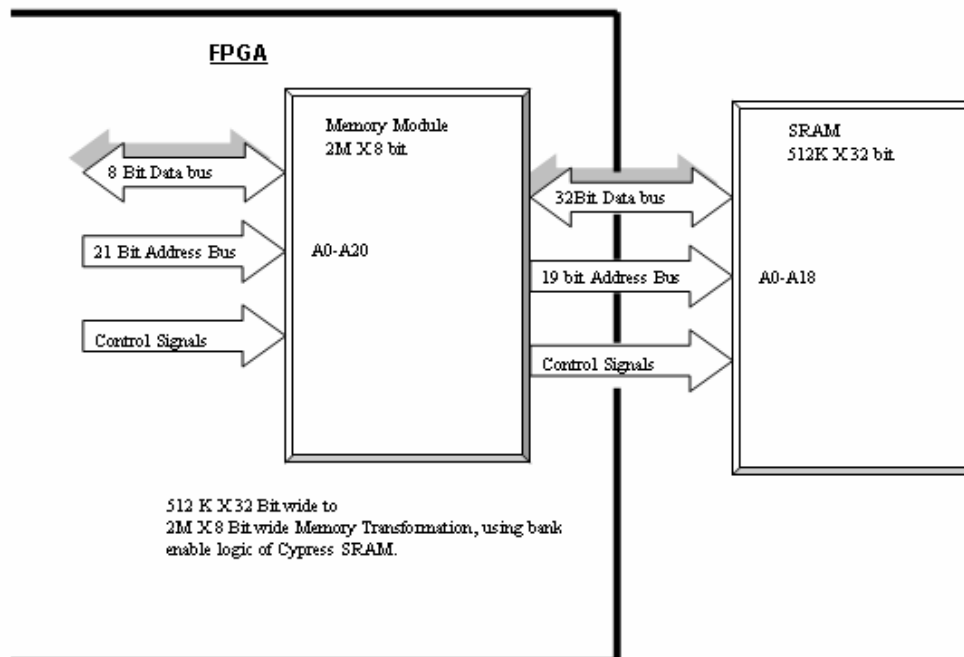 FPGA
Memory Module
2M X 8 bit
8 Bit Data bus
21 Bit Address Bus
A0-A20
Control Signals
32Bit Data bus
19 bit Address Bus
Control Signals
SRAM
512K X 32 bit
A0-A18
512 K X 32 Bit wide to
2M X 8 Bit wide Memory Transformation, using bank
enable logic of Cypress SRAM.